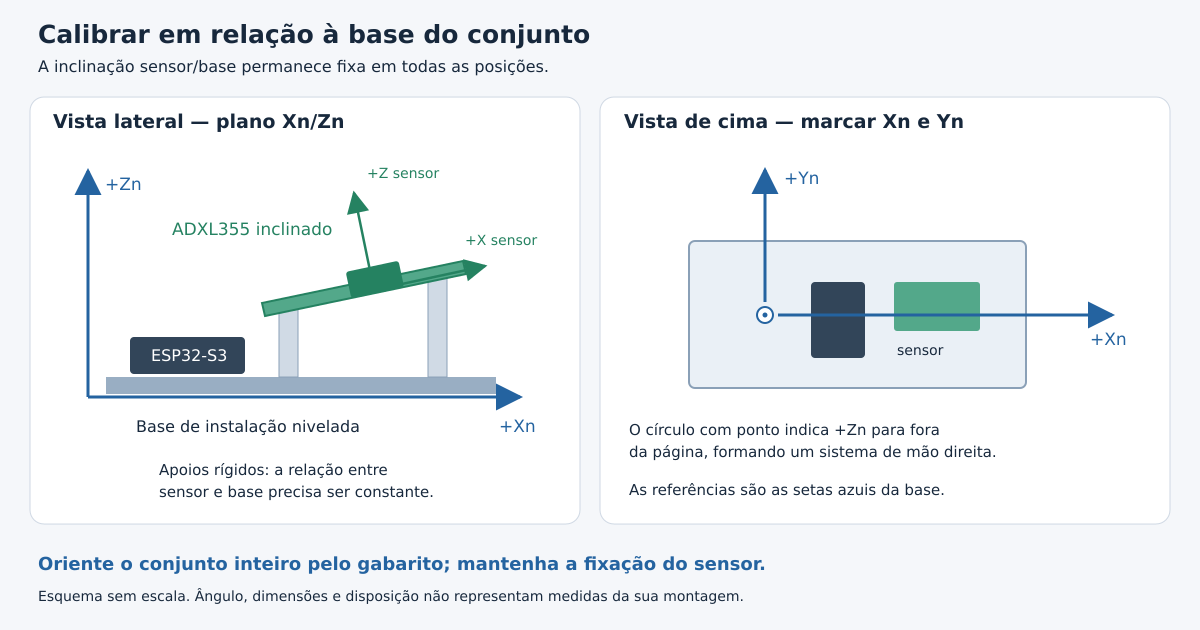 Calibrar em relação à base do conjunto
A inclinação sensor/base permanece fixa em todas as posições.
Vista lateral — plano Xn/Zn
+Zn
+Z sensor
ADXL355 inclinado
+X sensor
ESP32-S3
Base de instalação nivelada
+Xn
Apoios rígidos: a relação entre
sensor e base precisa ser constante.
Vista de cima — marcar Xn e Yn
+Yn
+Xn
sensor
O círculo com ponto indica +Zn para fora
da página, formando um sistema de mão direita.
As referências são as setas azuis da base.
Oriente o conjunto inteiro pelo gabarito; mantenha a fixação do sensor.
Esquema sem escala. Ângulo, dimensões e disposição não representam medidas da sua montagem.